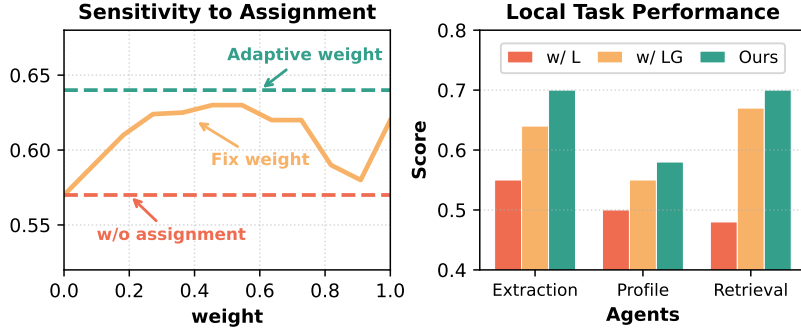 Sensitivity to Assignment
0.65
0.60
0.55
Adaptive weight
Fix weight
w/o assignment
0.0 0.2 0.4 0.6 0.8 1.0
weight
Local Task Performance
Score
0.8
0.7
0.6
0.5
0.4
w/ L w/ LG Ours
Extraction Profile Retrieval
Agents